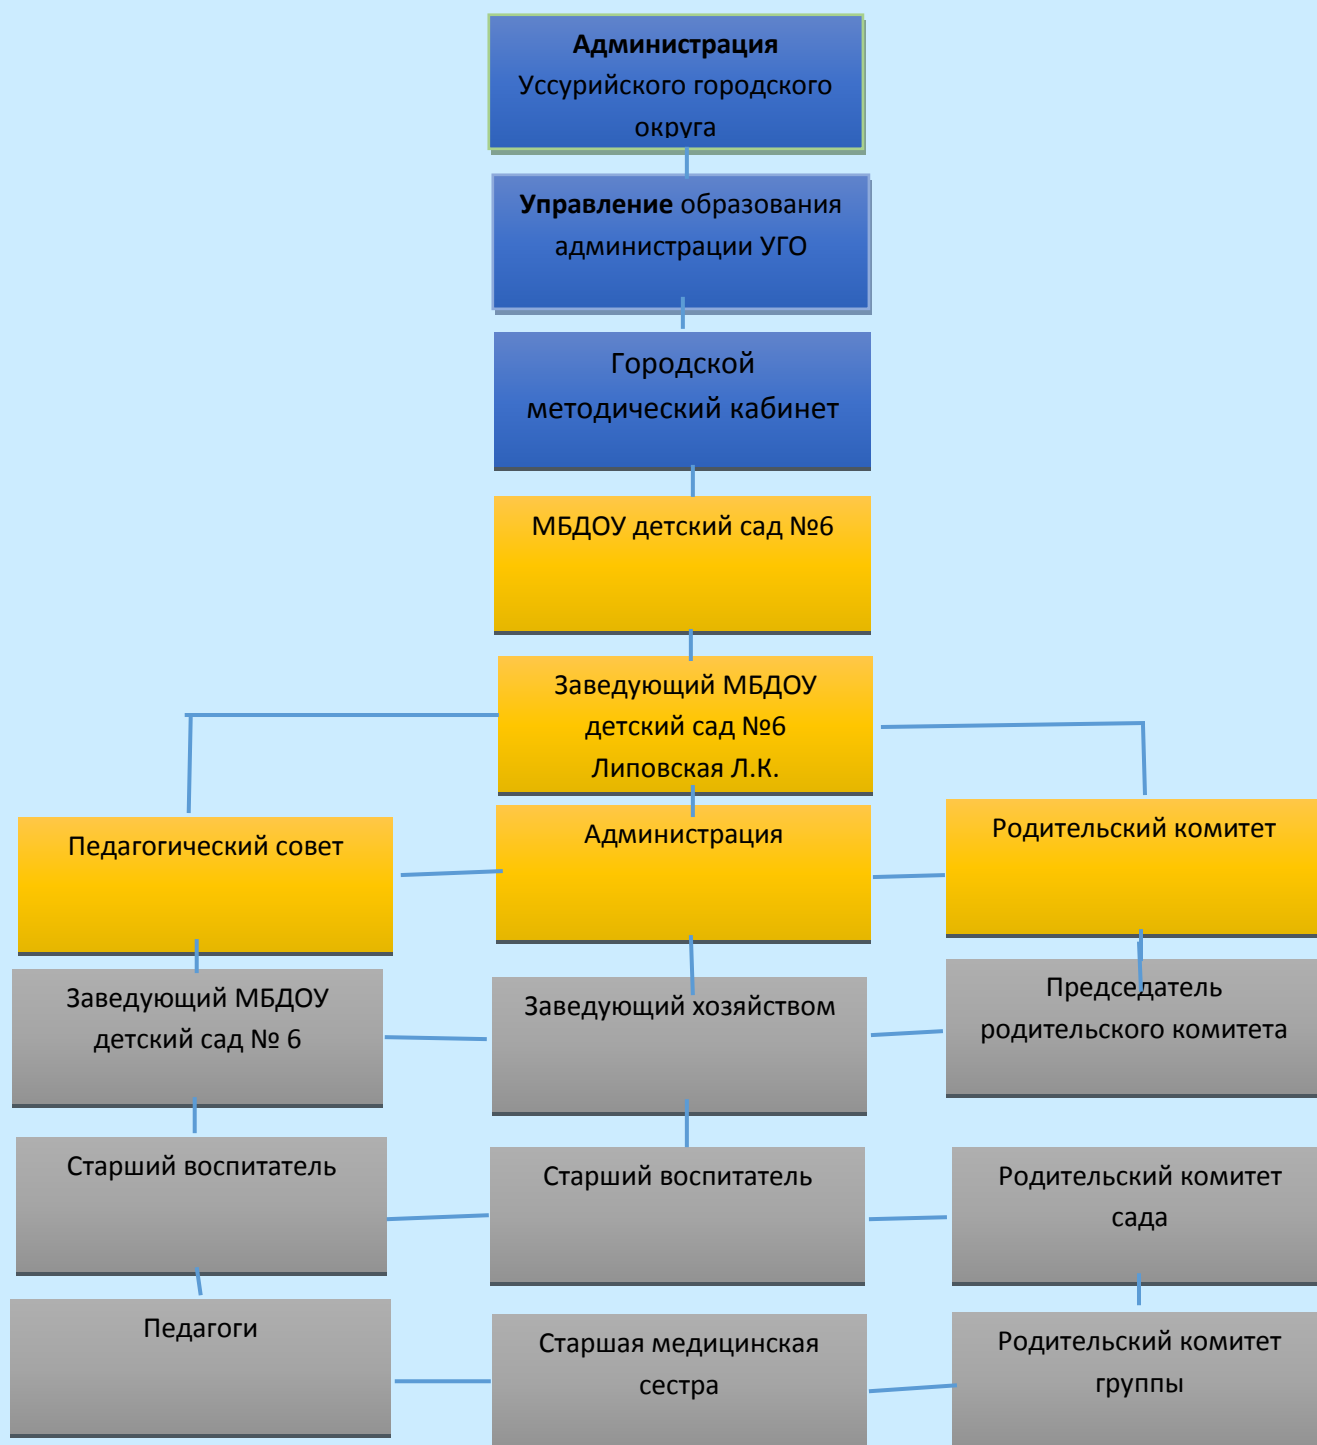 Администрация
Уссурийского городского
округа
Управление образования
администрации УГО
Городской
методический кабинет
МБДОУ детский сад №6
Заведующий МБДОУ
детский сад №6
Липовская Л.К.
Педагогический совет
Администрация
Родительский комитет
Заведующий МБДОУ
детский сад № 6
Заведующий хозяйством
Председатель
родительского комитета
Старший воспитатель
Старший воспитатель
Родительский комитет
сада
Педагоги
Старшая медицинская
сестра
Родительский комитет
группы